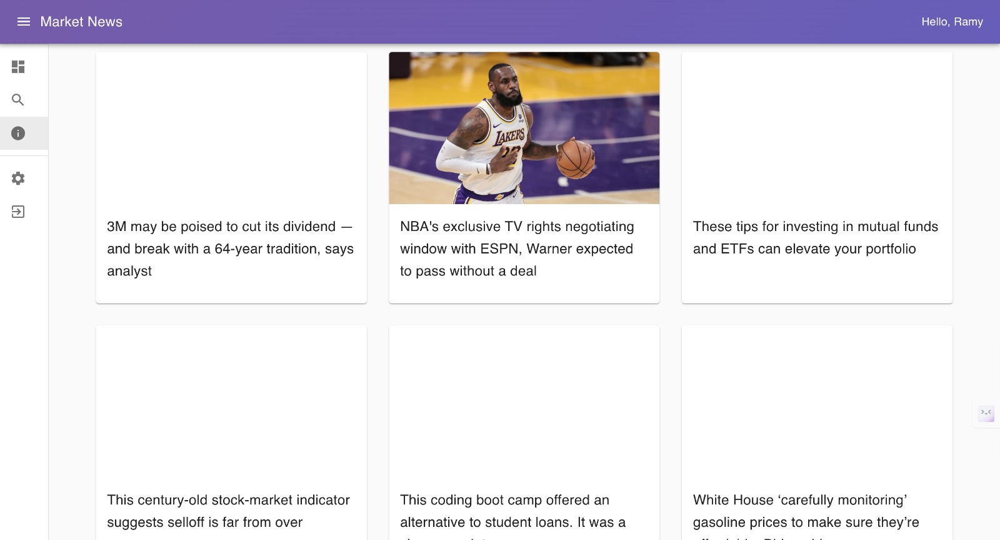 Market News
Hello, Ramy
LAKERS
3M may be poised to cut its dividend —
and break with a 64-year tradition, says
analyst
NBA's exclusive TV rights negotiating
window with ESPN, Warner expected
to pass without a deal
These tips for investing in mutual funds
and ETFs can elevate your portfolio
This century-old stock-market indicator
suggests selloff is far from over
This coding boot camp offered an
alternative to student loans. It was a
White House ‘carefully monitoring’
gasoline prices to make sure they’re